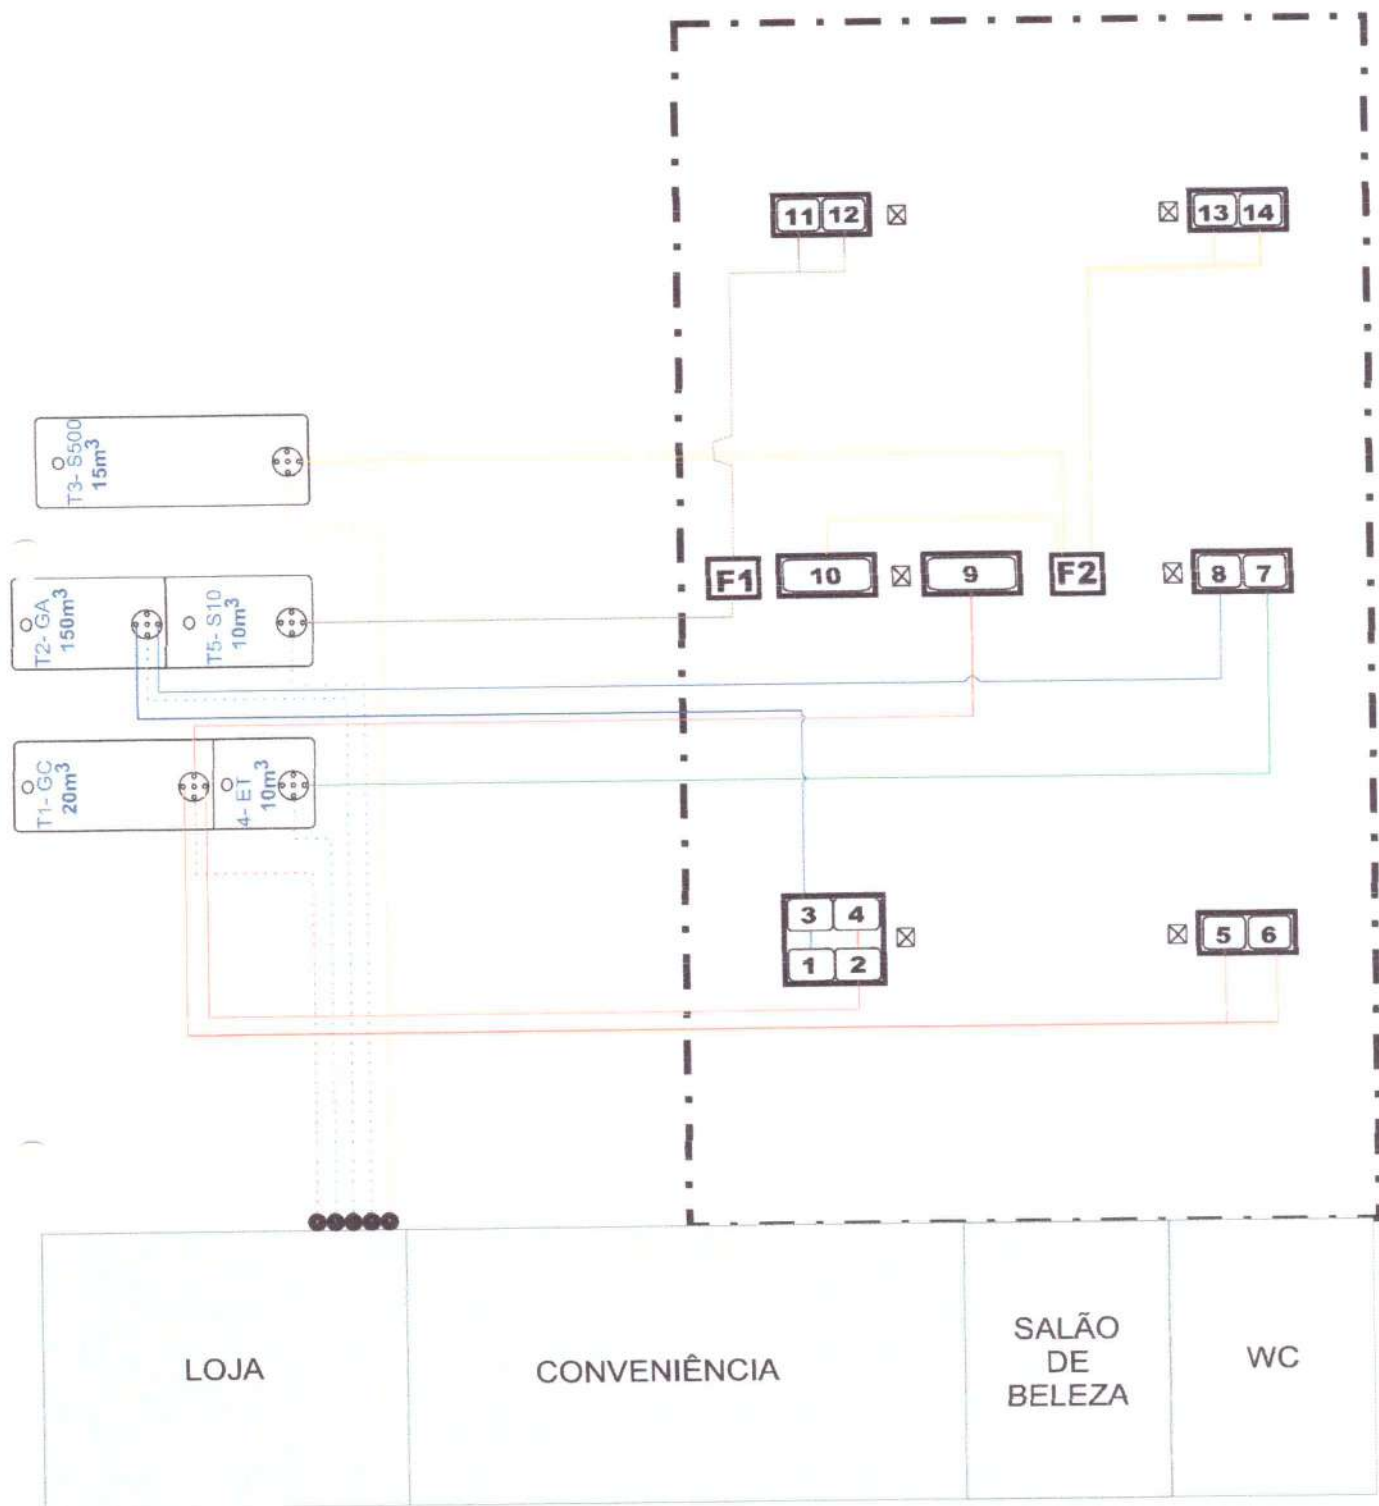 11 12
13 14
T3- S500
15m³
F1
10
9
F2
8 7
T2- GA
150m³
T5- S10
10m³
T1- GC
20m³
4- ET
10m³
3 4
1 2
5 6
LOJA
CONVENIÊNCIA
SALÃO
DE
BELEZA
WC